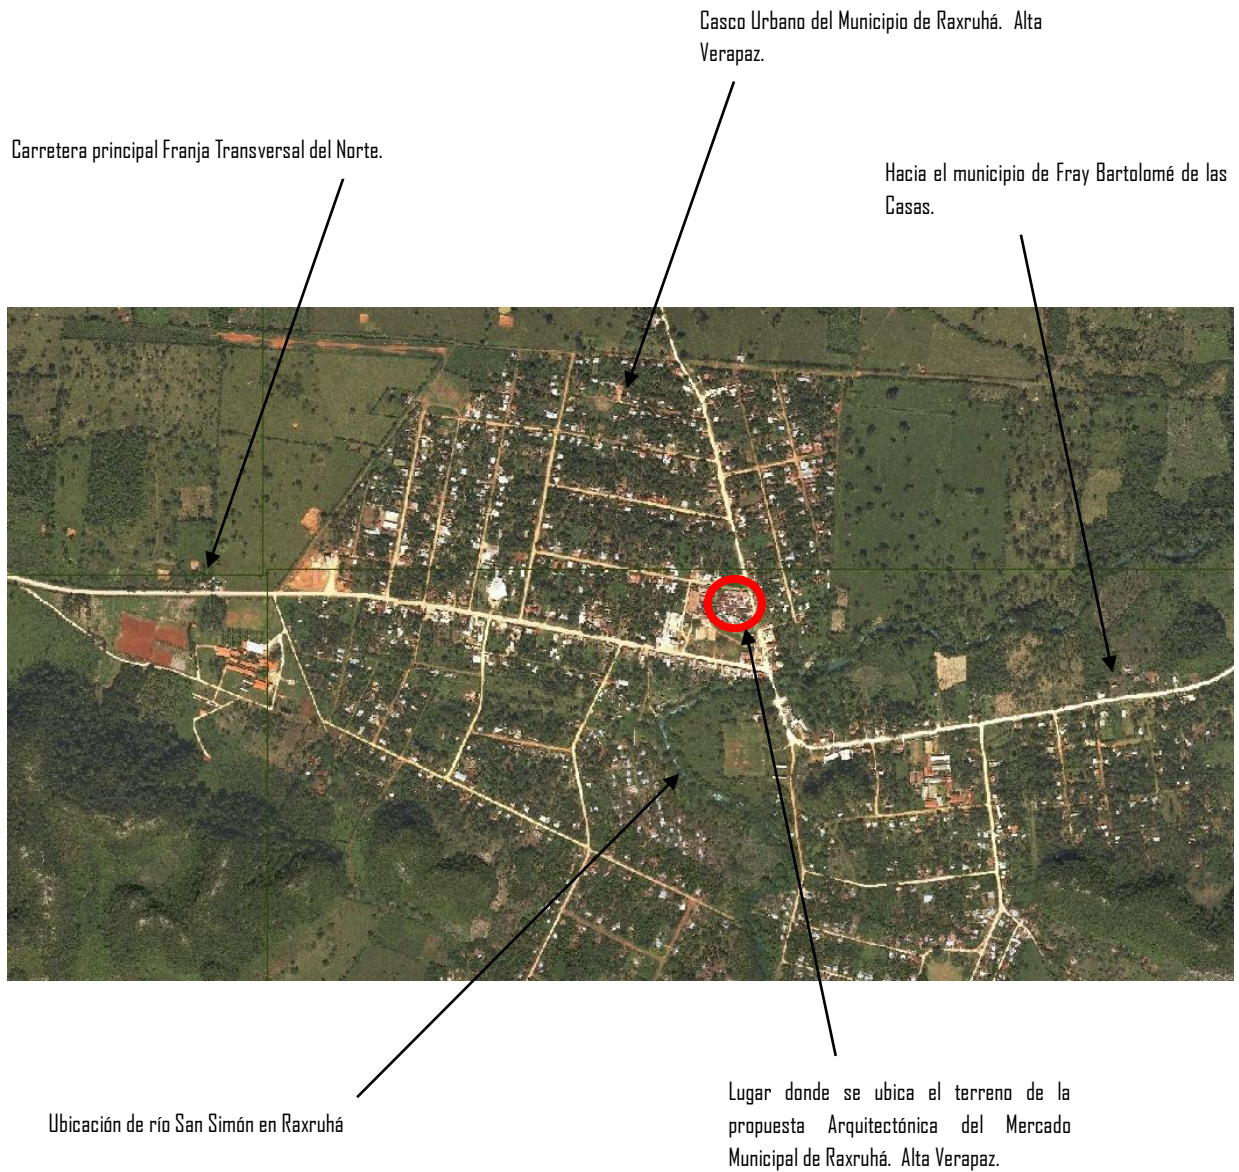 Casco Urbano del Municipio de Raxruhá. Alta
Verapaz.
Carretera principal Franja Transversal del Norte.
Hacia el municipio de Fray Bartolomé de las
Casas.
Ubicación de río San Simón en Raxruhá
Lugar donde se ubica el terreno de la
propuesta Arquitectónica del Mercado
Municipal de Raxruhá. Alta Verapaz.